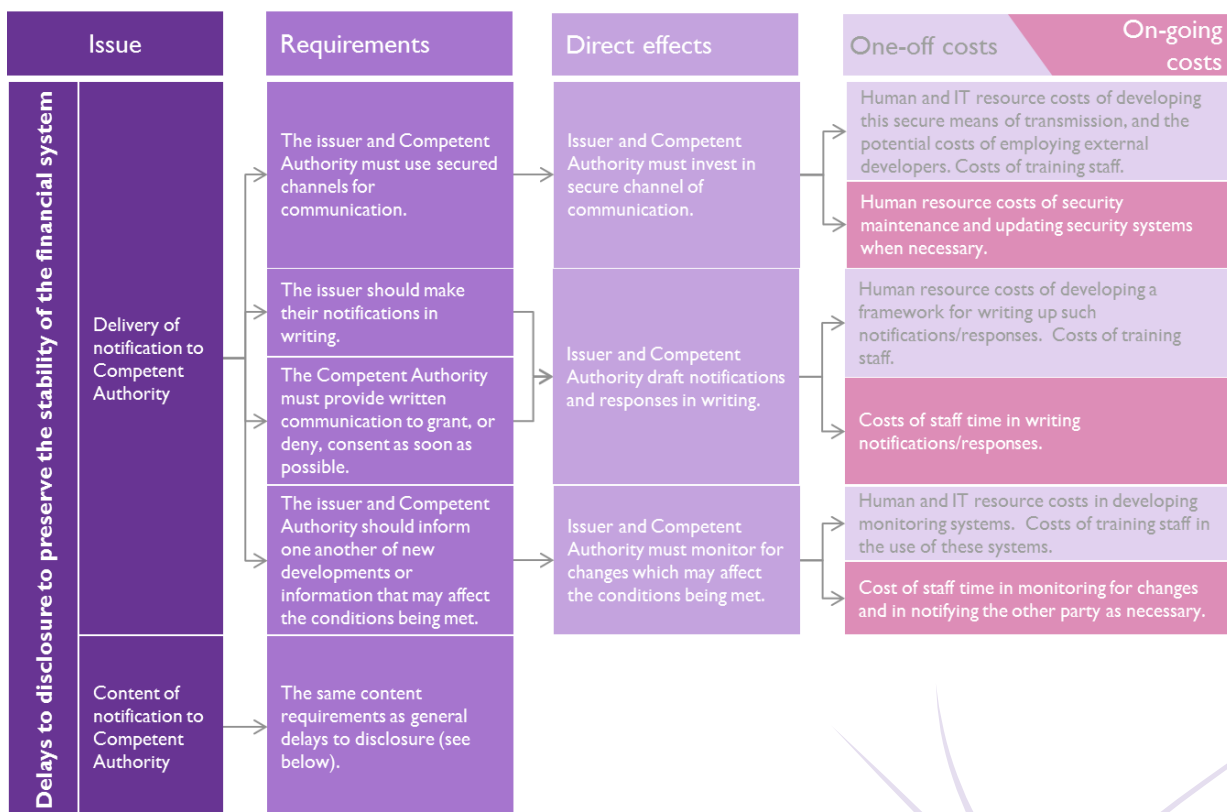 Issue
Requirements
Direct effects
One-off costs
On-going
costs
Delays to disclosure to preserve the stability of the financial system
Delivery of
notification to
Competent
Authority
The issuer and Competent
Authority must use secured
channels for
communication.
Issuer and Competent
Authority must invest in
secure channel of
communication.
Human and IT resource costs of developing
this secure means of transmission, and the
potential costs of employing external
developers. Costs of training staff.
Human resource costs of security
maintenance and updating security systems
when necessary.
The issuer should make
their notifications in
writing.
The Competent Authority
must provide written
communication to grant, or
deny, consent as soon as
possible.
Issuer and Competent
Authority draft notifications
and responses in writing.
Human resource costs of developing a
framework for writing up such
notifications/responses. Costs of training
staff.
Costs of staff time in writing
notifications/responses.
The issuer and Competent
Authority should inform
one another of new
developments or
information that may affect
the conditions being met.
Issuer and Competent
Authority must monitor for
changes which may affect
the conditions being met.
Human and IT resource costs in developing
monitoring systems. Costs of training staff in
the use of these systems.
Cost of staff time in monitoring for changes
and in notifying the other party as necessary.
Content of
notification to
Competent
Authority
The same content
requirements as general
delays to disclosure (see
below).